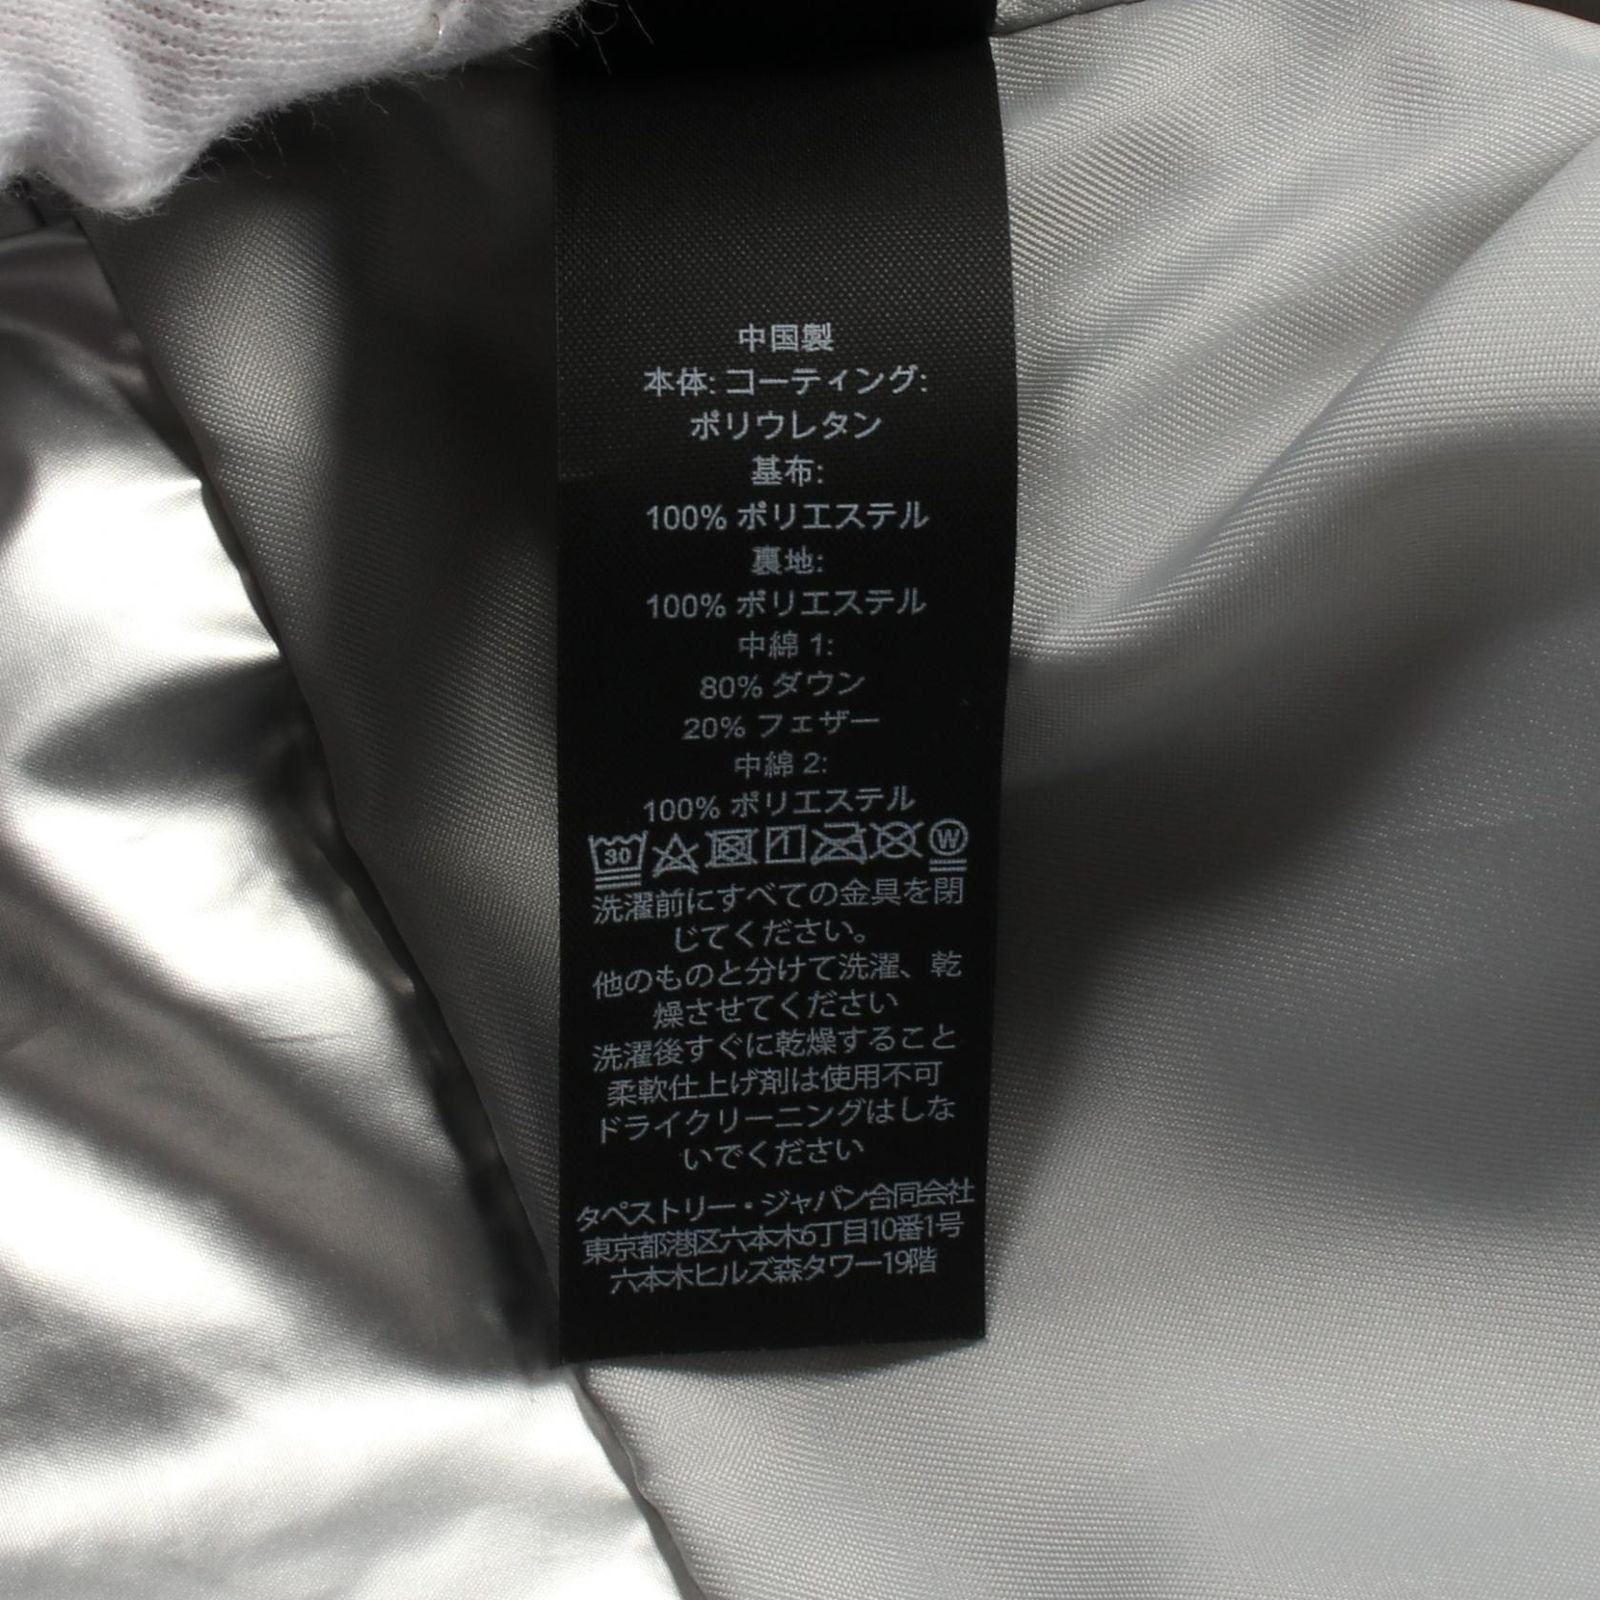 中国製
本体: コーティング:
ポリウレタン
基布:
100% ポリエステル
裏地:
100% ポリエステル
中綿 1:
80% ダウン
20% フェザー
中綿 2:
100% ポリエステル
30 W
洗濯前にすべての金具を閉
じてください。
他のものと分けて洗濯、乾
燥させてください
洗濯後すぐに乾燥すること
柔軟仕上げ剤は使用不可
ドライクリーニングはしな
いでください
タペストリー・ジャパン合同会社
東京都港区六本木6丁目10番1号
六本木ヒルズ森タワー19階